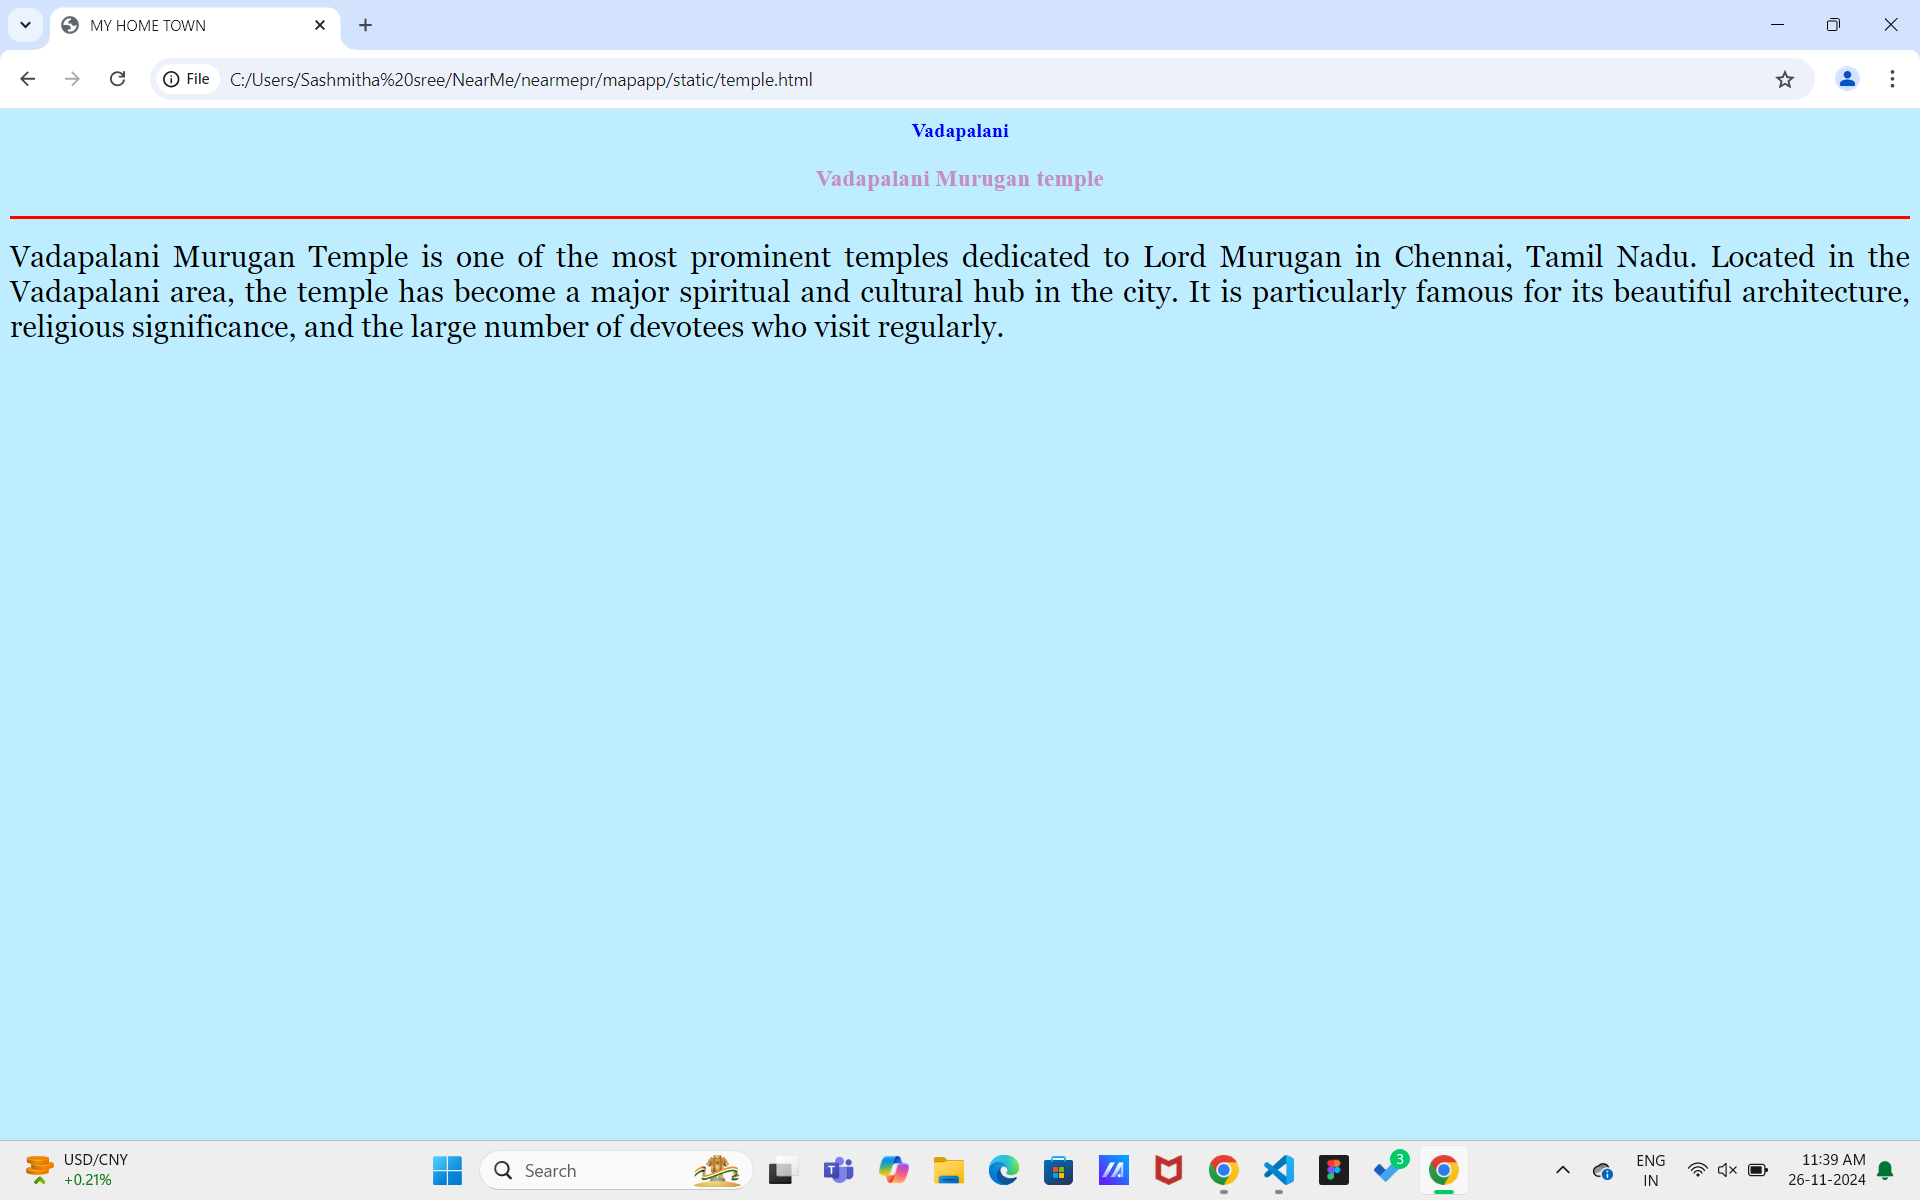 MY HOME TOWN
File
C:/Users/Sashmitha%20sree/NearMe/nearmepr/mapapp/static/temple.html
Vadapalani
Vadapalani Murugan temple
Vadapalani Murugan Temple is one of the most prominent temples dedicated to Lord Murugan in Chennai, Tamil Nadu. Located in the
Vadapalani area, the temple has become a major spiritual and cultural hub in the city. It is particularly famous for its beautiful architecture,
religious significance, and the large number of devotees who visit regularly.
USD/CNY
+0.21%
Search
3
ENG
IN
11:39 AM
26-11-2024